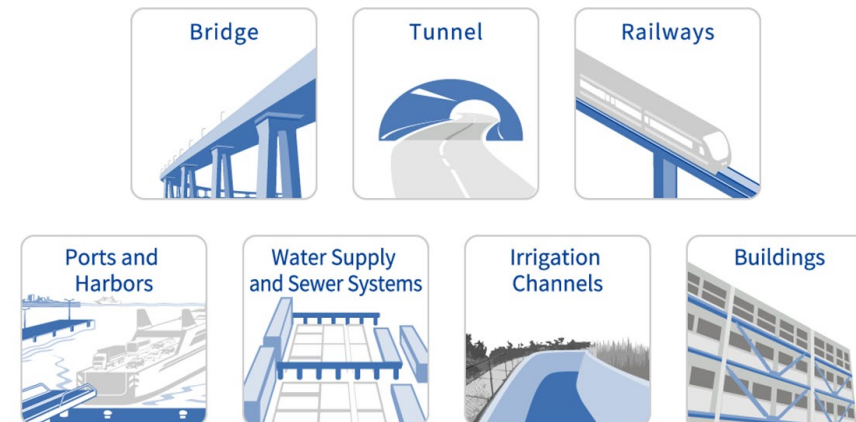 Bridge
Tunnel
Railways
Ports and
Harbors
Water Supply
and Sewer Systems
Irrigation
Channels
Buildings